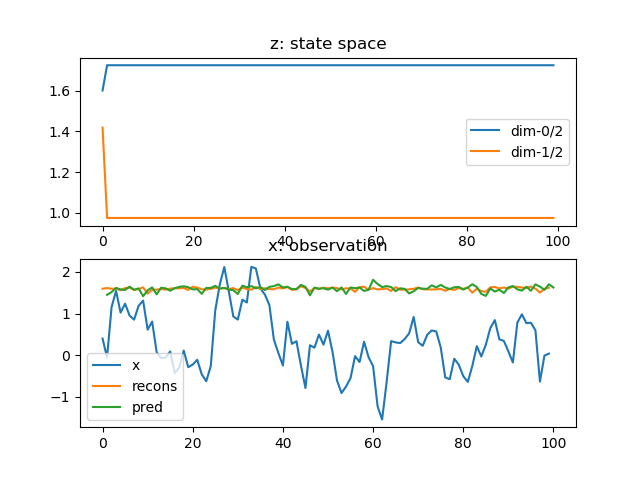 z: state space
1.6
1.4
1.2
1.0
dim-0/2
dim-1/2
0 20 40 60 80 100
x: observation
2
1
0
−1
x
recons
pred
0 20 40 60 80 100